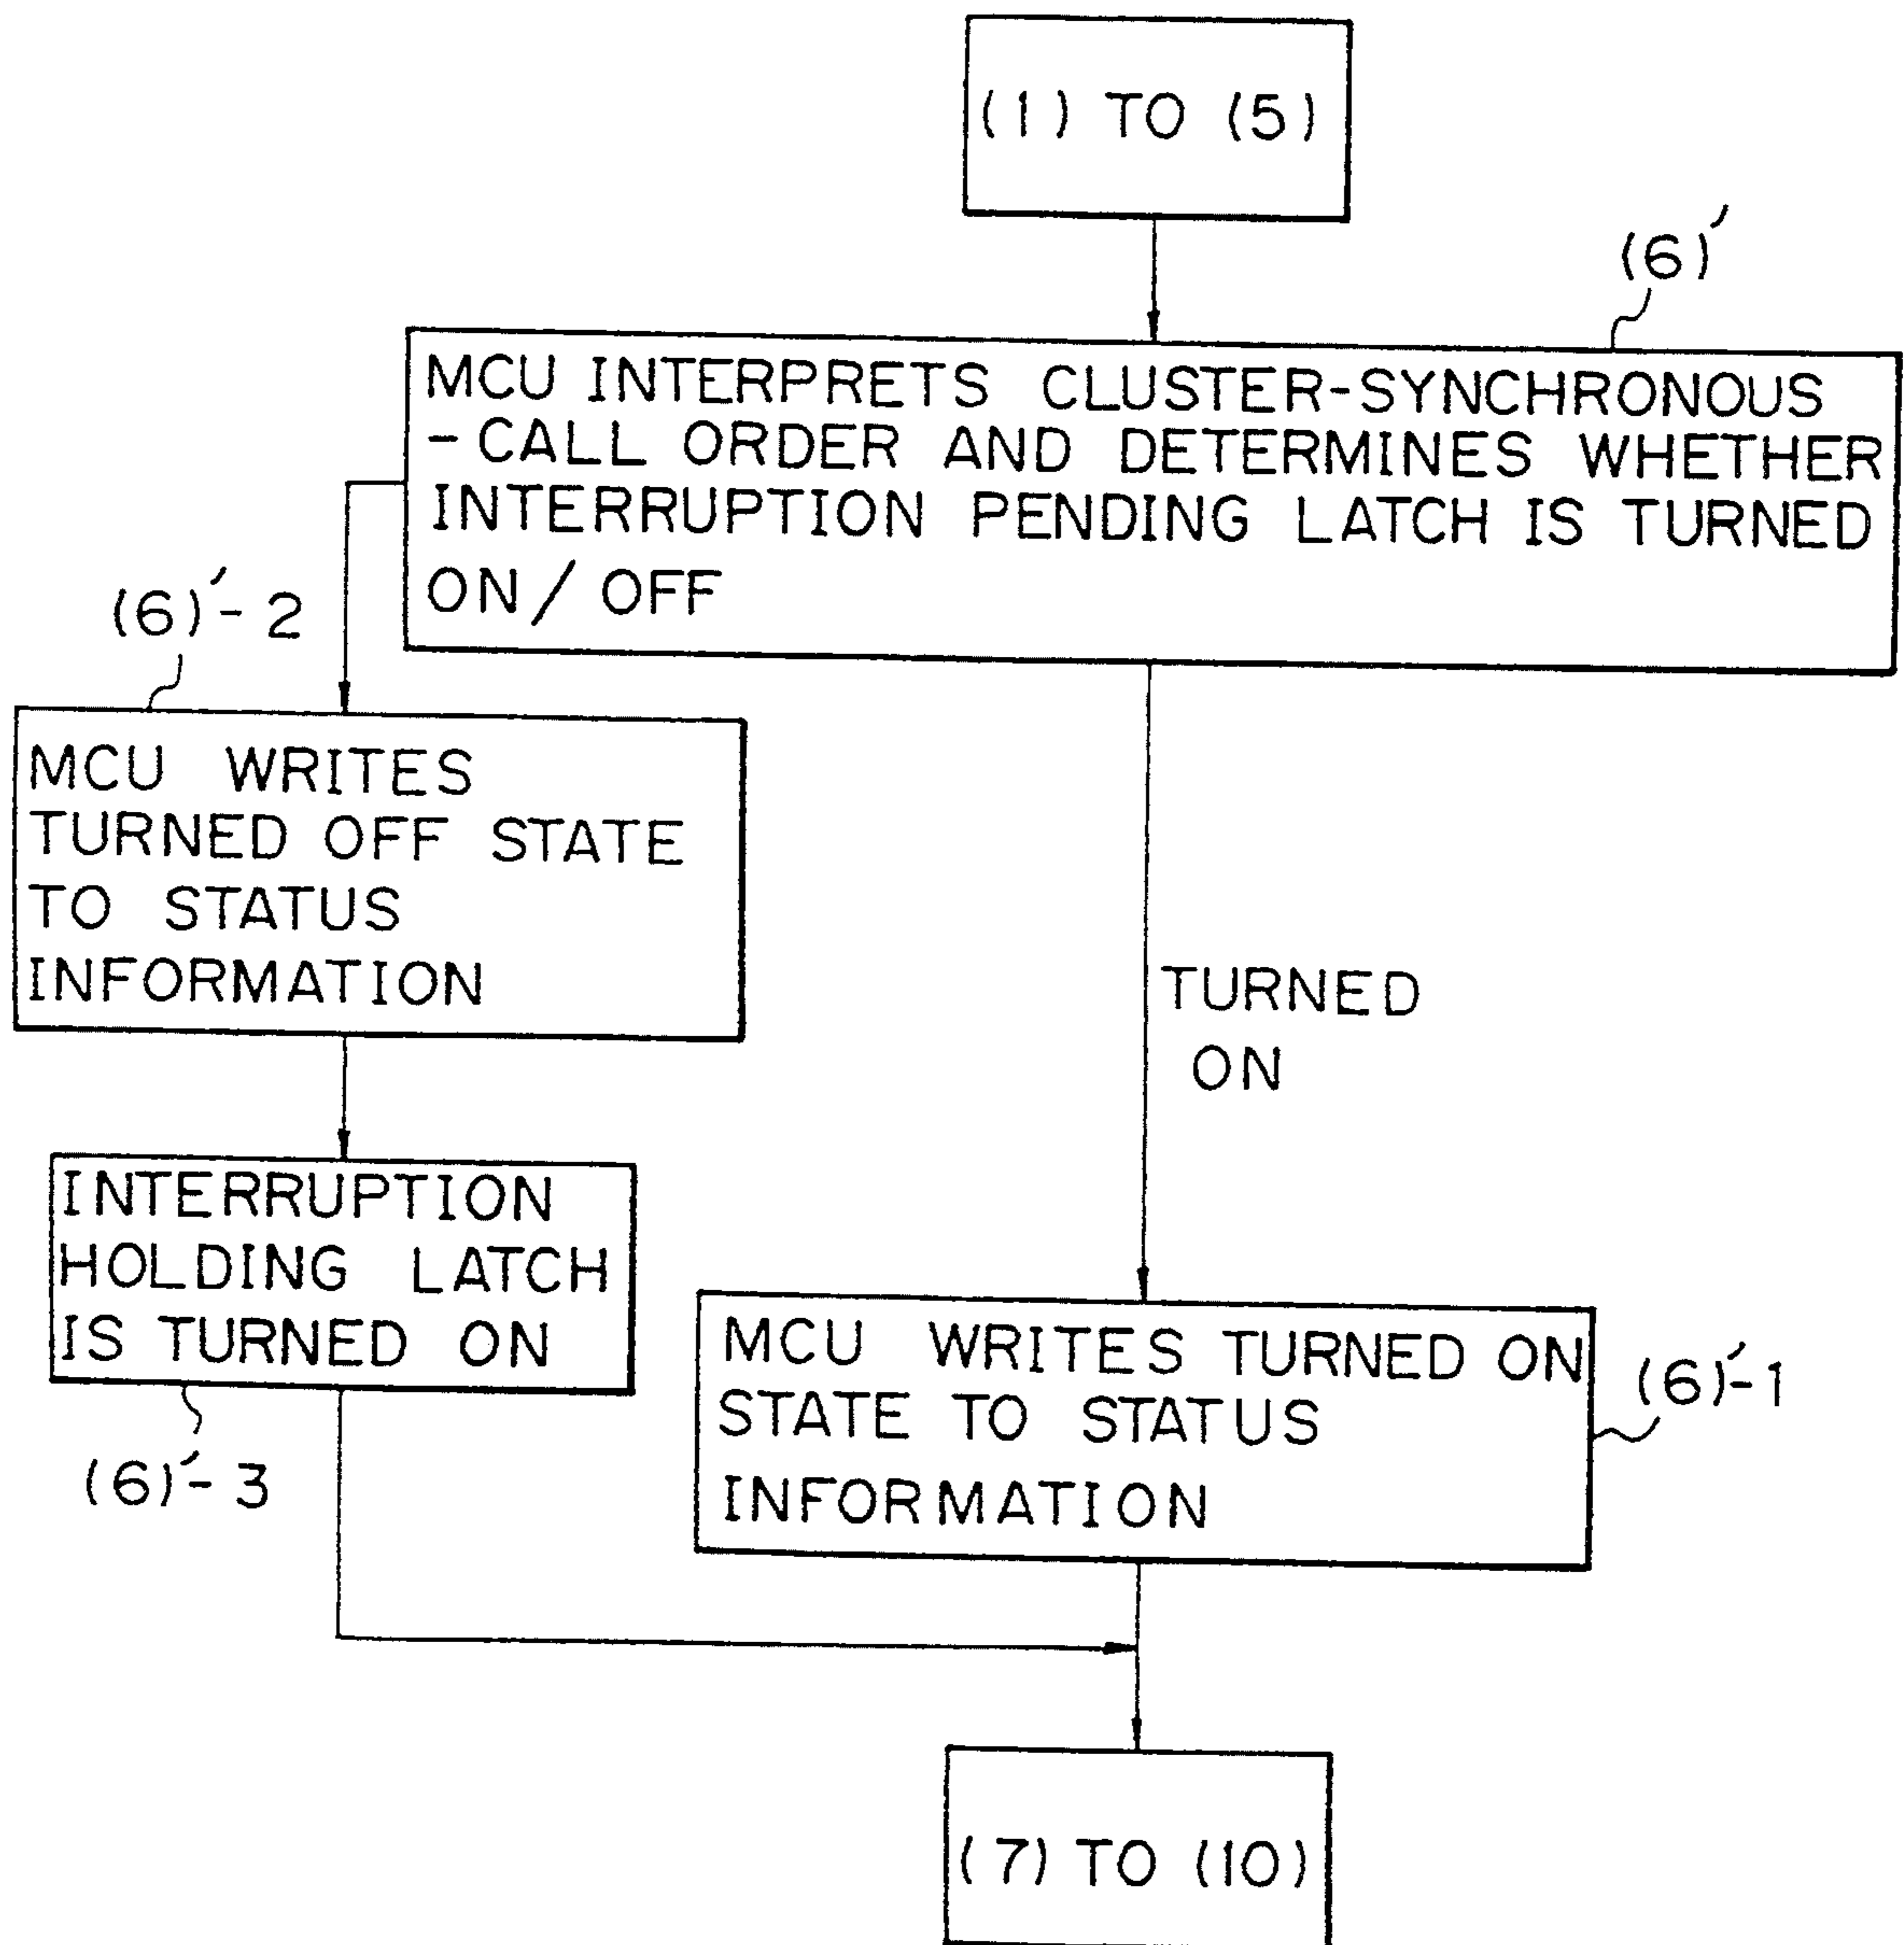 (1) TO (5)
(6)'
MCU INTERPRETS CLUSTER-SYNCHRONOUS
-CALL ORDER AND DETERMINES WHETHER
INTERRUPTION PENDING LATCH IS TURNED
ON/OFF
(6)'-2
MCU WRITES
TURNED OFF STATE
TO STATUS
INFORMATION
TURNED
ON
INTERRUPTION
HOLDING LATCH
IS TURNED ON
(6)'-3
MCU WRITES TURNED ON
STATE TO STATUS
INFORMATION
(6)'-1
(7) TO (10)